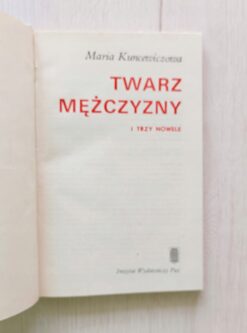 Maria Kuncewiczowa
TWARZ
MĘŻCZYZNY
I TRZY NOWELE
Instytut Wydawniczy Pax